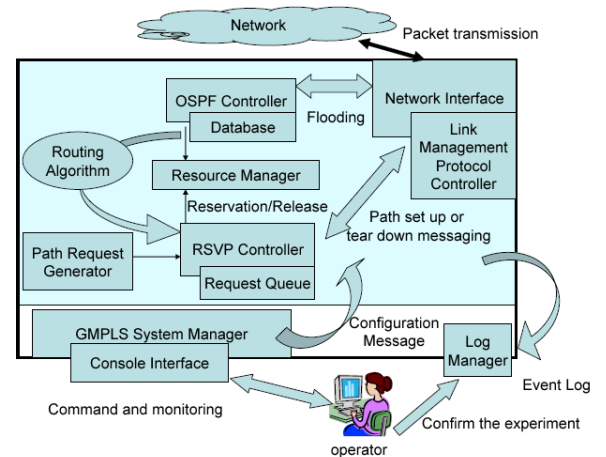 Network
Packet transmission
OSPF Controller
Database
Flooding
Network Interface
Link
Management
Protocol
Controller
Routing
Algorithm
Resource Manager
Reservation/Release
Path set up or
tear down messaging
Path Request
Generator
RSVP Controller
Request Queue
GMPLS System Manager
Console Interface
Configuration
Message
Log
Manager
Event Log
Command and monitoring
Confirm the experiment
operator